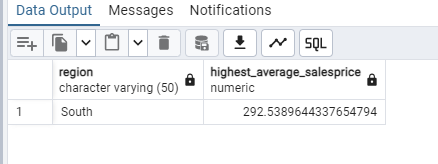 Data Output Messages Notifications
SQL
region highest_average_salesprice
character varying (50) numeric
1 South 292.5389644337654794